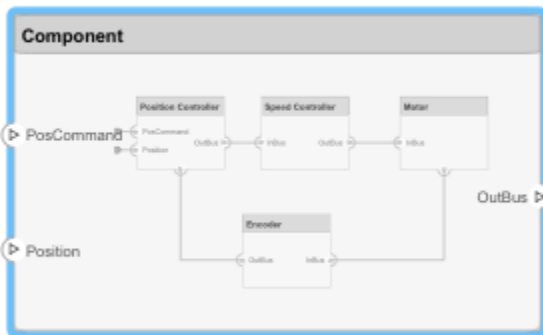 Component
Position Controller
Speed Controller
Motor
PosCommand
PosCommand
Position
OutBus
InBus
OutBus
InBus
OutBus
Encoder
OutBus
InBus
Position